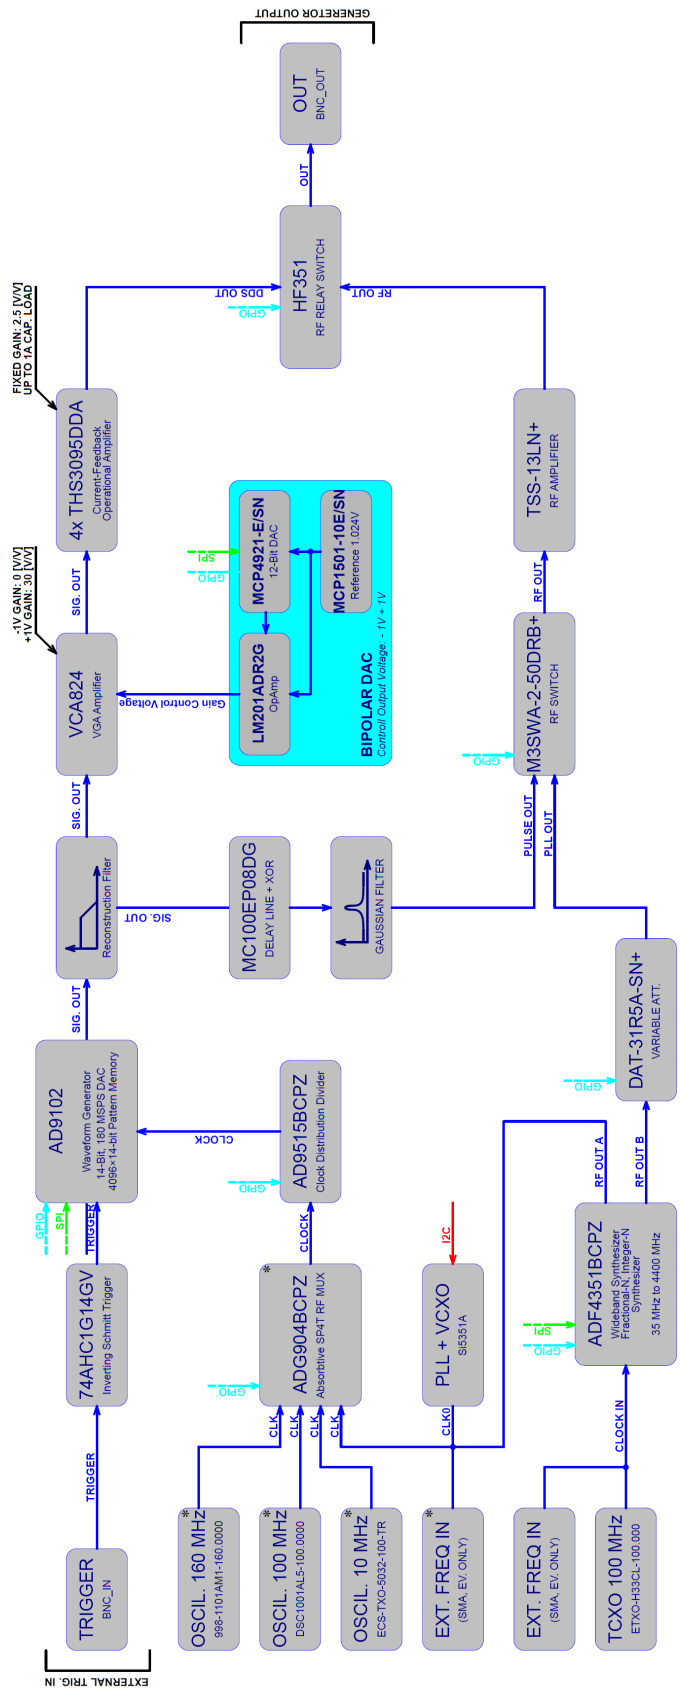 EXTERNAL TRIG. IN
TRIGGER
BNC_IN
TRIGGER
74AHC1G14GV
Inverting Schmitt Trigger
TRIGGER
GPIO
SPI
AD9102
Waveform Generator
14-Bit, 180 MSPS DAC
4096×14-bit Pattern Memory
SIG. OUT
Reconstruction Filter
SIG. OUT
VCA824
VGA Amplifier
-1V GAIN: 0 [V/V]
+1V GAIN: 30 [V/V]
SIG. OUT
4x THS3095DDA
Current-Feedback
Operational Amplifier
FIXED GAIN: 2.5 [V/V]
UP TO 1A CAP. LOAD
DDS OUT
GPIO
HF351
RF RELAY SWITCH
RF OUT
OUT
OUT
BNC_OUT
GENERETOR OUTPUT
*
OSCIL. 160 MHz
998-1101AM1-160.0000
CLK
*
OSCIL. 100 MHz
DSC1001AL5-100.0000
CLK
*
OSCIL. 10 MHz
ECS-TXO-5032-100-TR
CLK
*
EXT. FREQ IN
(SMA, EV. ONLY)
CLK
CLK0
GPIO
*
ADG904BCPZ
Absorbtive SP4T RF MUX
CLOCK
GPIO
AD9515BCPZ
Clock Distribution Divider
CLOCK
PLL + VCXO
Si5351A
I2C
SIG. OUT
MC100EP08DG
DELAY LINE + XOR
GAUSSIAN FILTER
PULSE OUT
PLL OUT
Gain Control Voltage
LM201ADR2G
OpAmp
MCP4921-E/SN
12-Bit DAC
GPIO
SPI
MCP1501-10E/SN
Reference 1.024V
BIPOLAR DAC
Controll Output Voltage: - 1V ÷ 1V
EXT. FREQ IN
(SMA, EV. ONLY)
TCXO 100 MHz
ETXO-H33CL-100.000
CLOCK IN
GPIO
SPI
ADF4351BCPZ
Wideband Synthesizer
Fractional-N, Integer-N
Synthesizer
35 MHz to 4400 MHz
RF OUT A
RF OUT B
GPIO
DAT-31R5A-SN+
VARIABLE ATT.
GPIO
M3SWA-2-50DRB+
RF SWITCH
RF OUT
TSS-13LN+
RF AMPLIFIER